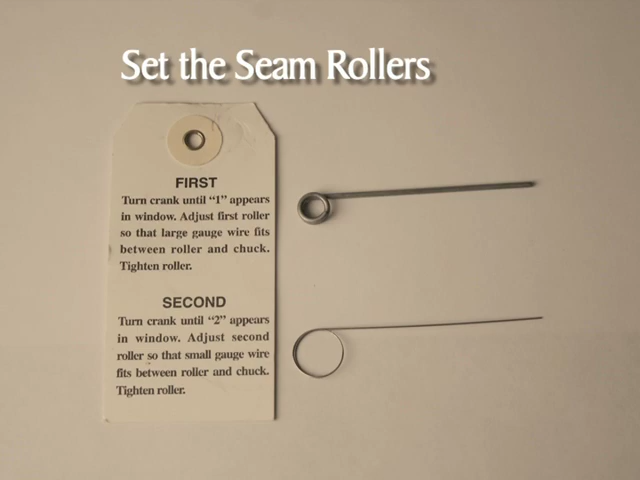 Set the Seam Rollers
FIRST
Turn crank until “1” appears
in window. Adjust first roller
so that large gauge wire fits
between roller and chuck.
Tighten roller.
SECOND
Turn crank until “2” appears
in window. Adjust second
roller so that small gauge wire
fits between roller and chuck.
Tighten roller.